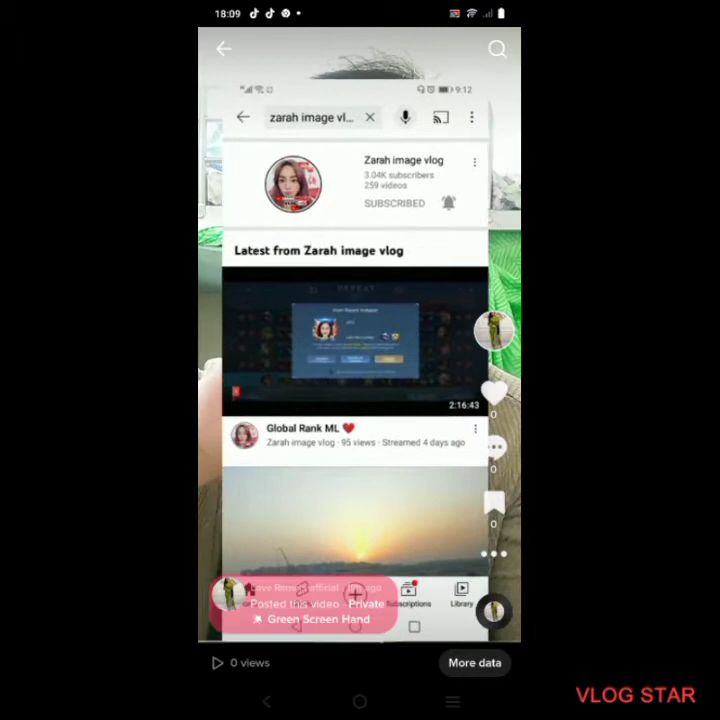 18:09
9:12
zarah image vl...
Zarah image vlog
3.04K subscribers
259 videos
SUBSCRIBED
Latest from Zarah image vlog
DEFEAT
2:16:43
Global Rank ML ❤️
Zarah image vlog · 95 views · Streamed 4 days ago
0
0
0
Posted this video · Private
Green Screen Hand
Subscriptions
Library
0 views
More data
VLOG STAR